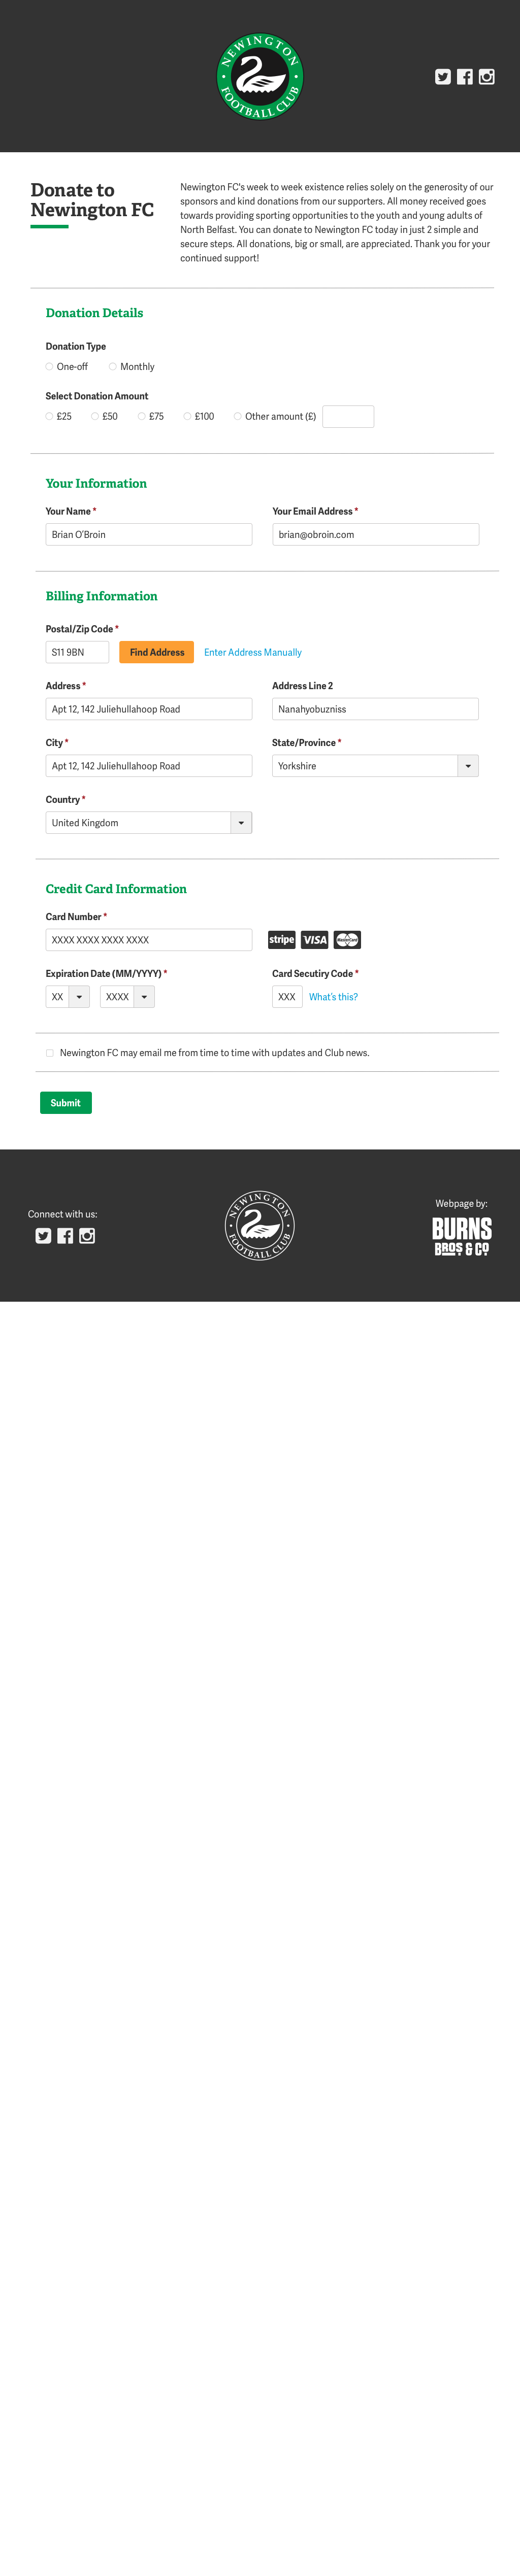 NEWINGTON
FOOTBALL CLUB
Donate to
Newington FC
Newington FC's week to week existence relies solely on the generosity of our
sponsors and kind donations from our supporters. All money received goes
towards providing sporting opportunities to the youth and young adults of
North Belfast. You can donate to Newington FC today in just 2 simple and
secure steps. All donations, big or small, are appreciated. Thank you for your
continued support!
Donation Details
Donation Type
One-off Monthly
Select Donation Amount
£25 £50 £75 £100 Other amount (£)
Your Information
Your Name * Your Email Address *
Brian O'Broin brian@obroin.com
Billing Information
Postal/Zip Code *
S11 9BN Find Address Enter Address Manually
Address * Address Line 2
Apt 12, 142 Juliehullahoop Road Nanahyobuzniss
City * State/Province *
Apt 12, 142 Juliehullahoop Road Yorkshire
Country *
United Kingdom
Credit Card Information
Card Number *
XXXX XXXX XXXX XXXX stripe VISA MasterCard
Expiration Date (MM/YYYY) * Card Secutiry Code *
XX XXXX XXX What's this?
Newington FC may email me from time to time with updates and Club news.
Submit
Connect with us:
NEWINGTON
FOOTBALL CLUB
Webpage by:
BURNS
BROS & CO.